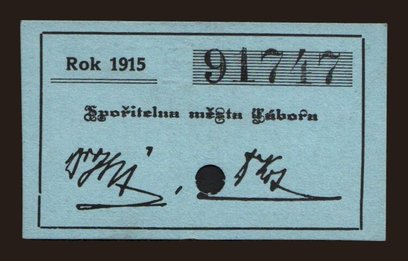 Rok 1915
91747
Spořitelna města Tábora